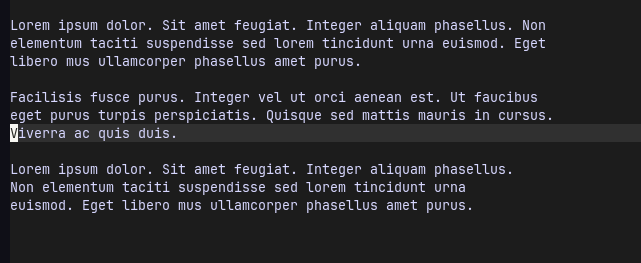 Lorem ipsum dolor. Sit amet feugiat. Integer aliquam phasellus. Non
elementum taciti suspendisse sed lorem tincidunt urna euismod. Eget
libero mus ullamcorper phasellus amet purus.

Facilisis fusce purus. Integer vel ut orci aenean est. Ut faucibus
eget purus turpis perspiciatis. Quisque sed mattis mauris in cursus.
Viverra ac quis duis.

Lorem ipsum dolor. Sit amet feugiat. Integer aliquam phasellus.
Non elementum taciti suspendisse sed lorem tincidunt urna
euismod. Eget libero mus ullamcorper phasellus amet purus.